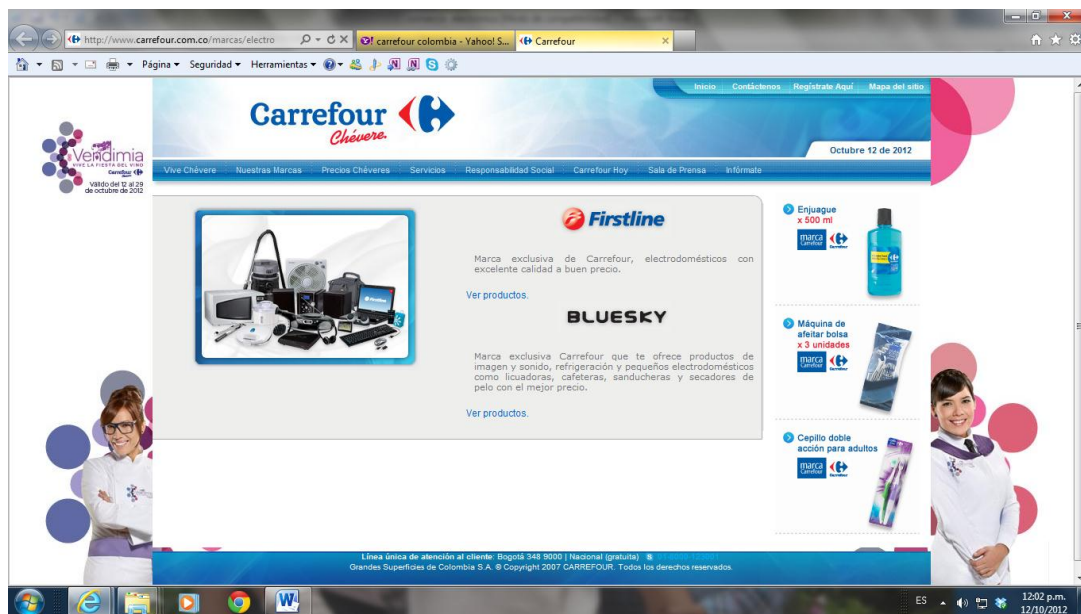 http://www.carrefour.com.co/marcas/electro
carrefour colombia - Yahoo! S...
Carrefour
Página
Seguridad
Herramientas
Inicio Contáctenos Regístrate Aquí Mapa del sitio
Carrefour
Chévere.
Octubre 12 de 2012
Vive Chévere Nuestras Marcas Precios Chéveres Servicios Responsabilidad Social Carrefour Hoy Sala de Prensa Infórmate
Vendimia
VIVE LA FIESTA DEL VINO
Carrefour
Válido del 12 al 29
de octubre de 2012
Firstline
Marca exclusiva de Carrefour, electrodomésticos con
excelente calidad a buen precio.
Ver productos.
BLUESKY
Marca exclusiva Carrefour que te ofrece productos de
imagen y sonido, refrigeración y pequeños electrodomésticos
como licuadoras, cafeteras, sanducheras y secadores de
pelo con el mejor precio.
Ver productos.
Enjuague
x 500 ml
marca
Carrefour
Máquina de
afeitar bolsa
x 3 unidades
marca
Carrefour
Cepillo doble
acción para adultos
marca
Carrefour
Línea única de atención al cliente: Bogotá 348 9000 | Nacional (gratuita)
Grandes Superficies de Colombia S.A. © Copyright 2007 CARREFOUR. Todos los derechos reservados.
ES
12:02 p.m.
12/10/2012